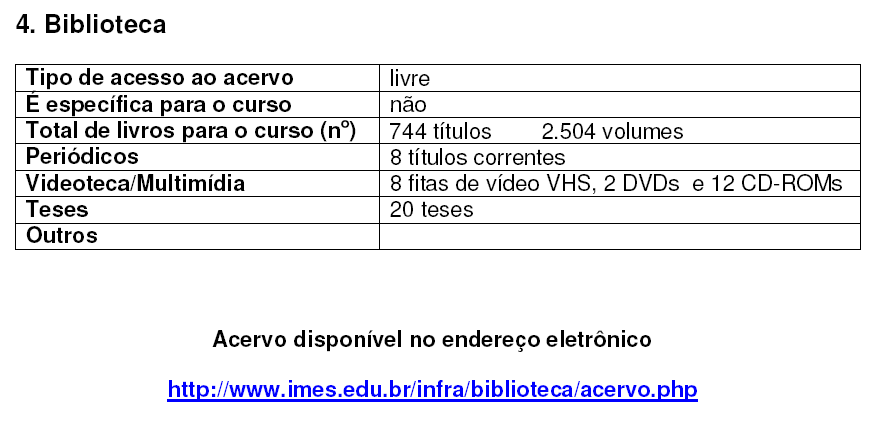 4. Biblioteca
Tipo de acesso ao acervo livre
É específica para o curso não
Total de livros para o curso (nº) 744 títulos 2.504 volumes
Periódicos 8 títulos correntes
Videoteca/Multimídia 8 fitas de vídeo VHS, 2 DVDs e 12 CD-ROMs
Teses 20 teses
Outros
Acervo disponível no endereço eletrônico
http://www.imes.edu.br/infra/biblioteca/acervo.php